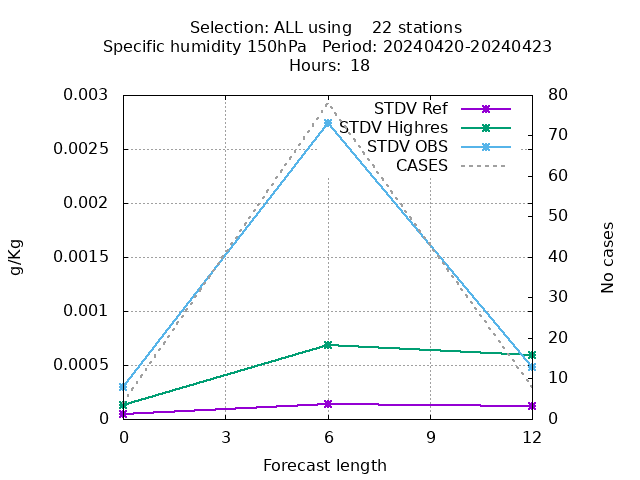 Selection: ALL using    22 stations
Specific humidity 150hPa   Period: 20240420-20240423
Hours: 18
0.003
0.0025
0.002
0.0015
0.001
0.0005
0
80
70
60
50
40
30
20
10
0
STDV Ref
STDV Highres
STDV OBS
CASES
g/Kg
No cases
0 3 6 9 12
Forecast length